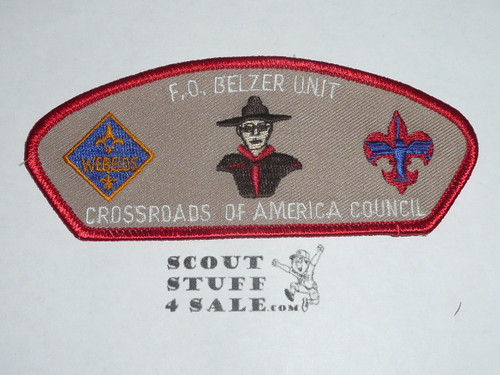 F.O. BELZER UNIT
WEBELOS
CROSSROADS OF AMERICA COUNCIL
SCOUT
STUFF
4 SALE.COM